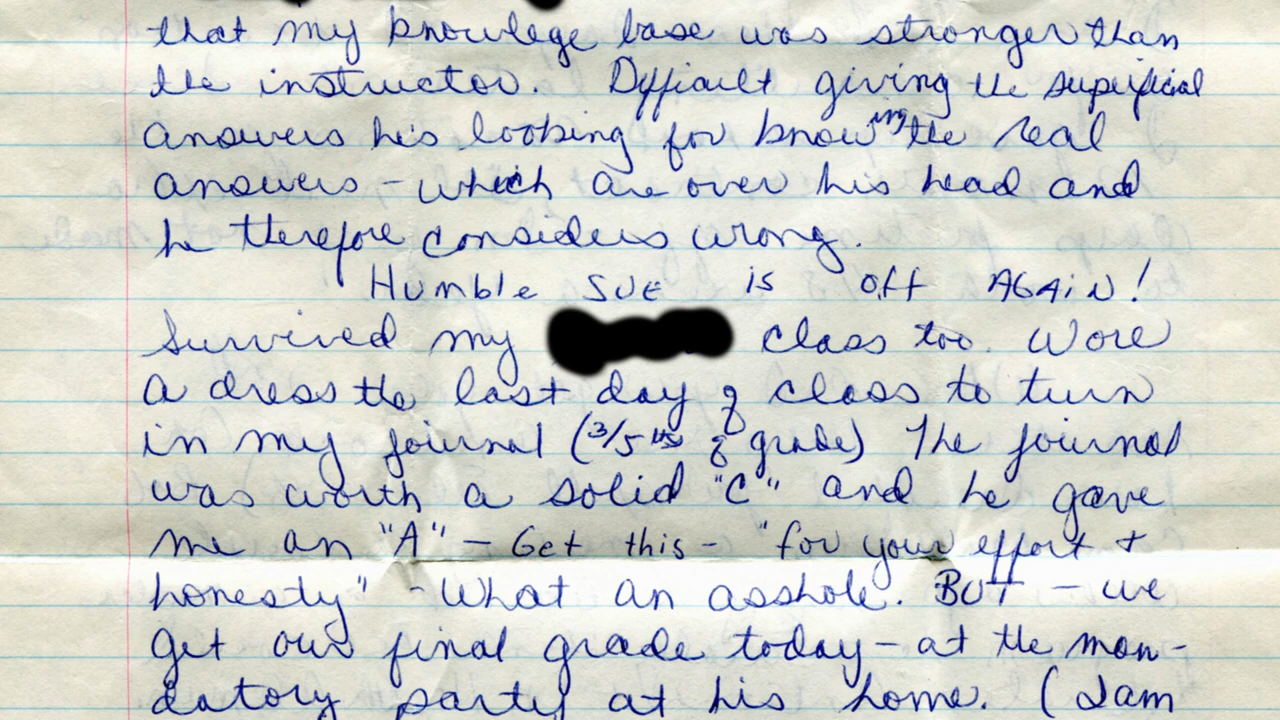 that my knowlege base was stronger than
the instructor. Difficult giving the superificial
answers his looking for knowing the real
answers - which are over his head and
he therefore considers wrong.
Humble SUE is off AGAiN!
Survived my class too. Wore
a dress the last day of class to turn
in my journal (3/5ths of grade) The journal
was worth a solid "C" and he gave
me an "A" - Get this - "for your effort +
honesty" - What an asshole. BUT - we
get our final grade today - at the man-
datory party at his home. (I am